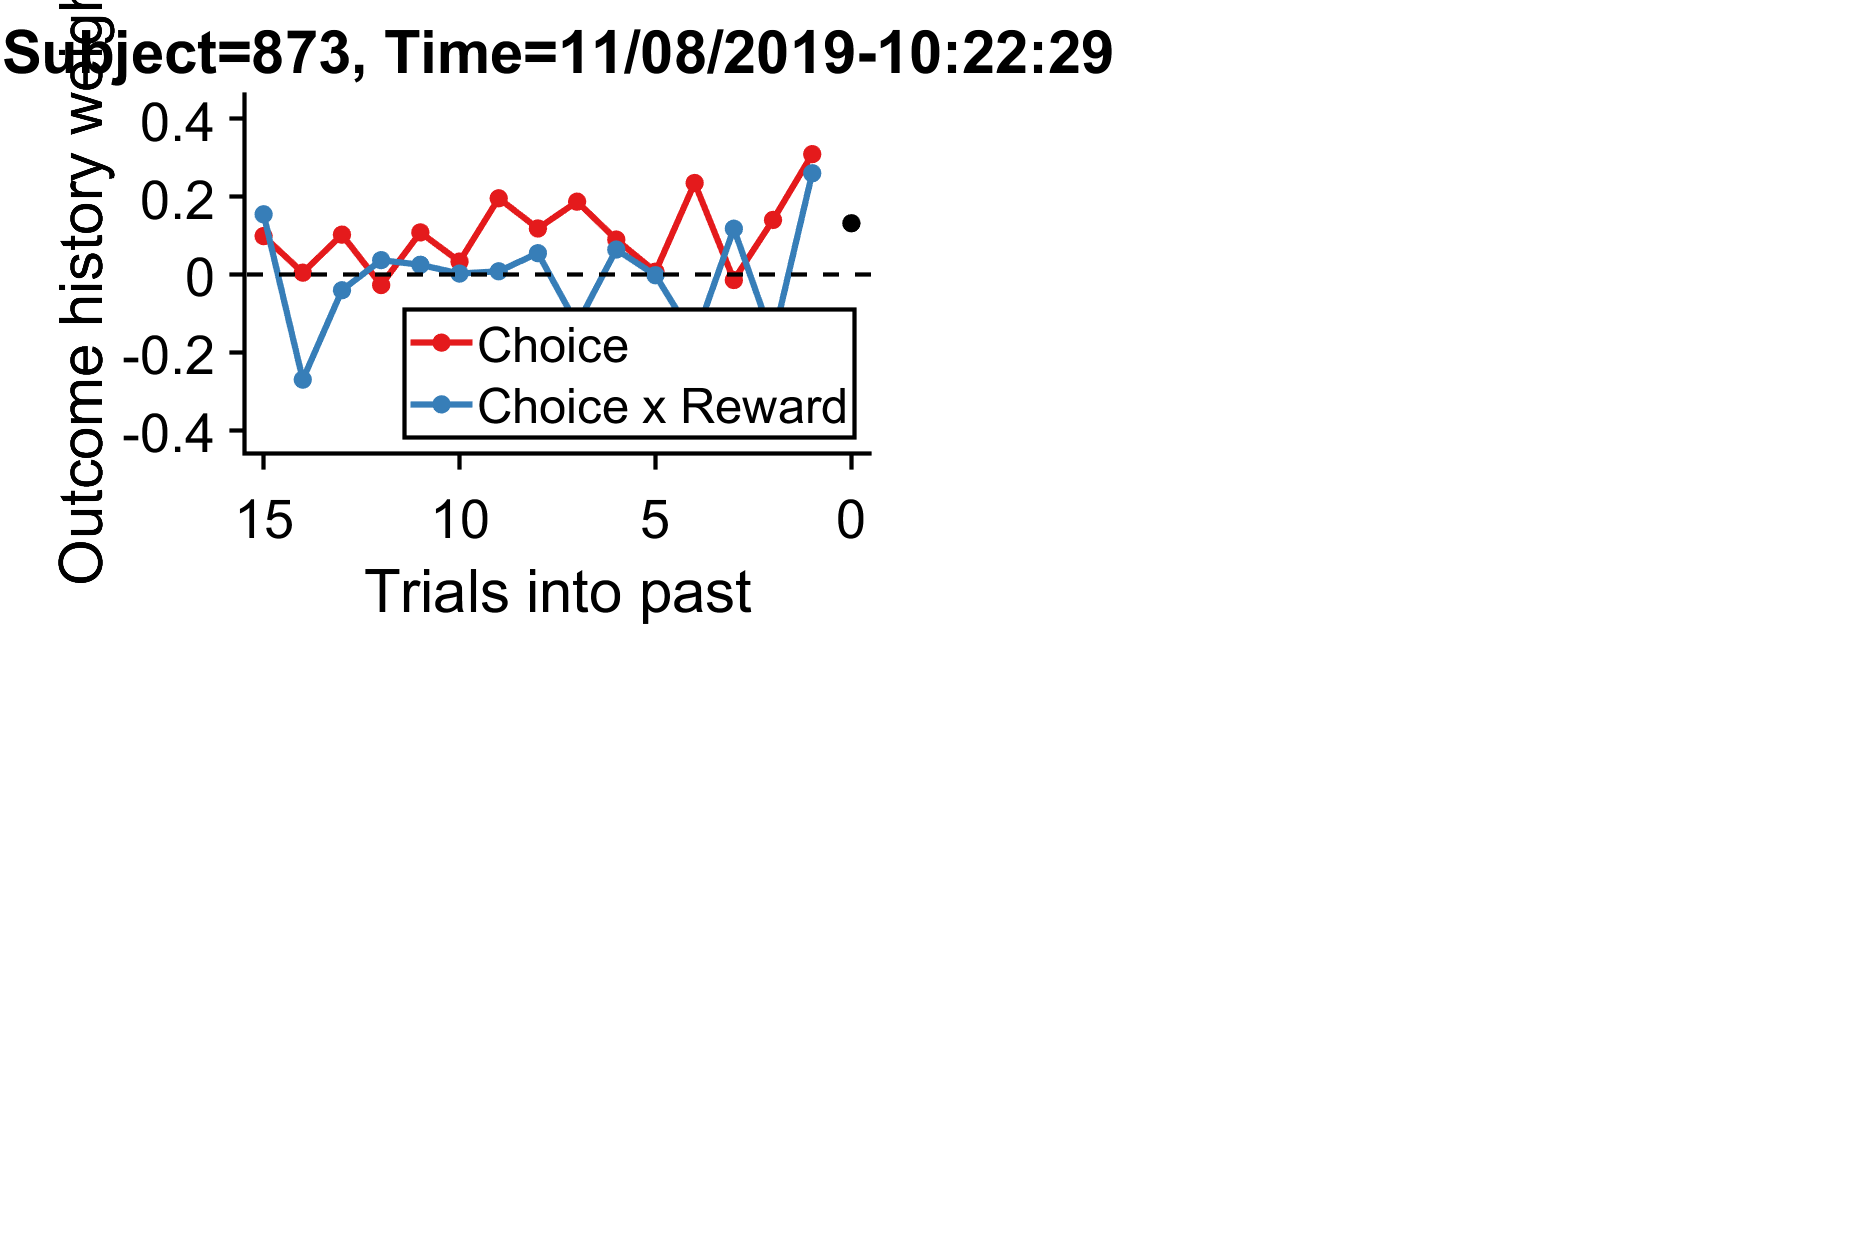 Subject=873, Time=11/08/2019-10:22:29
Outcome history
0.4
0.2
0
-0.2
-0.4
Choice
Choice x Reward
15 10 5 0
Trials into past